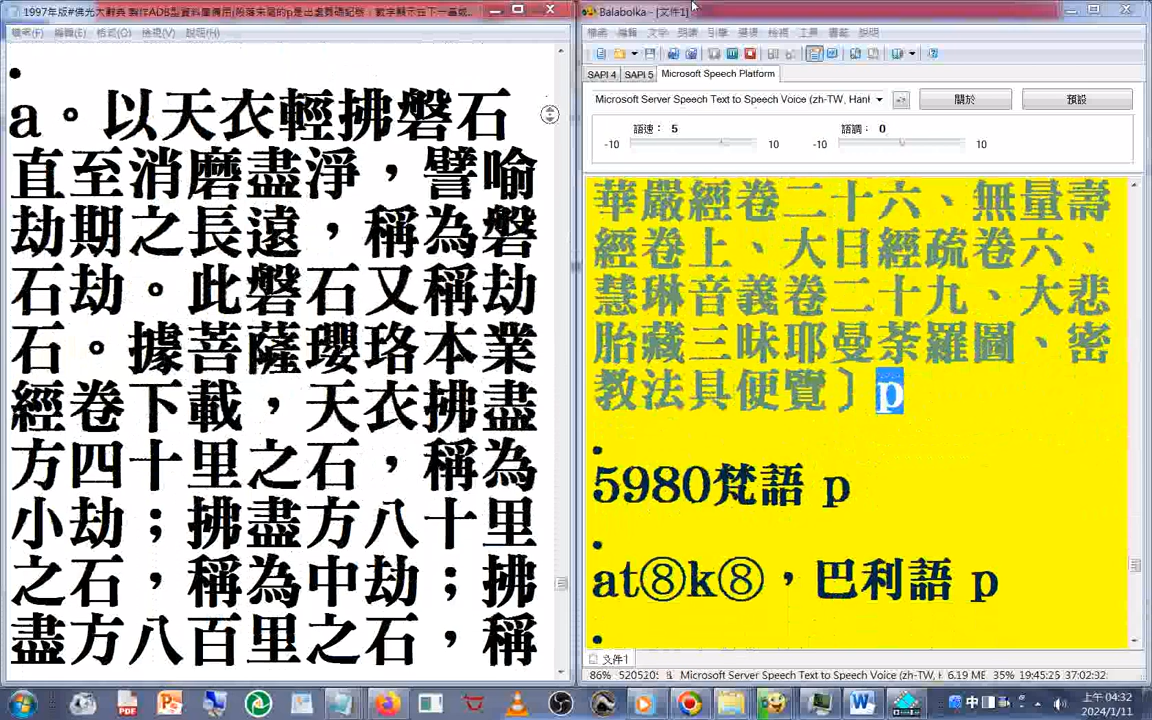 1997年版#佛光大辭典
檔案(F) 編輯(E) 格式(O) 檢視(V) 說明(H)
a。以天衣輕拂磐石
直至消磨盡淨，譬喻
劫期之長遠，稱為磐
石劫。此磐石又稱劫
石。據菩薩瓔珞本業
經卷下載，天衣拂盡
方四十里之石，稱為
小劫；拂盡方八十里
之石，稱為中劫；拂
盡方八百里之石，稱
Balabolka - [文件1]
SAPI 4 SAPI 5 Microsoft Speech Platform
Microsoft Server Speech Text to Speech Voice (zh-TW, Hanl
關於
預設
語速： 5
語調： 0
-10 10 -10 10
華嚴經卷二十六、無量壽
經卷上、大日經疏卷六、
慧琳音義卷二十九、大悲
胎藏三昧耶曼荼羅圖、密
教法具便覽〕p
5980梵語 p
at⑧k⑧，巴利語 p
文件1
Microsoft Server Speech Text to Speech Voice (zh-TW, H
86% 6.19 ME 35% 19:45:26 37:02:32
上午 04:32
2024/1/11